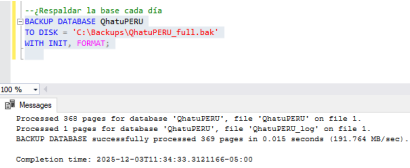 --¿Respaldar la base cada día
BACKUP DATABASE QhatuPERU
TO DISK = 'C:\Backups\QhatuPERU_full.bak'
WITH INIT, FORMAT;
100 %
Messages
Processed 368 pages for database 'QhatuPERU', file 'QhatuPERU' on file 1.
Processed 1 pages for database 'QhatuPERU', file 'QhatuPERU_log' on file 1.
BACKUP DATABASE successfully processed 369 pages in 0.015 seconds (191.764 MB/sec).
Completion time: 2025-12-03T11:34:33.3121166-05:00